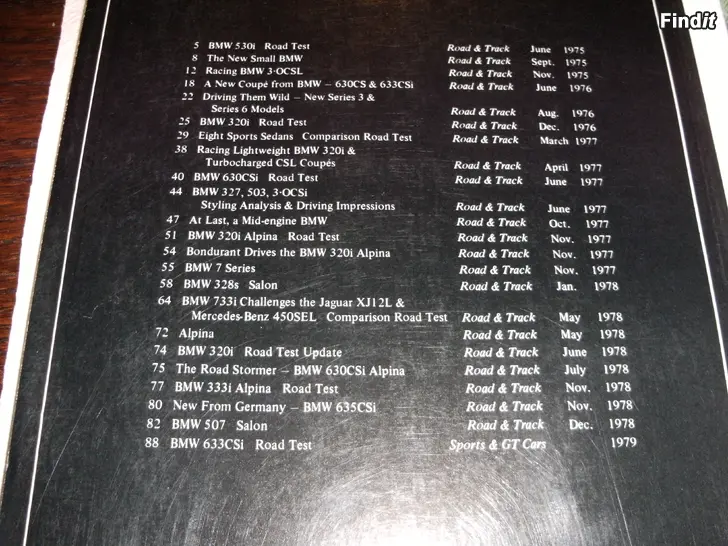 Findit
5 BMW 530i Road Test Road & Track June 1975
8 The New Small BMW Road & Track Sept. 1975
12 Racing BMW 3·OCSL Road & Track Nov. 1975
18 A New Coupé from BMW – 630CS & 633CSi Road & Track June 1976
22 Driving Them Wild – New Series 3 &
Series 6 Models Road & Track Aug. 1976
25 BMW 320i Road Test Road & Track Dec. 1976
29 Eight Sports Sedans Comparison Road Test Road & Track March 1977
38 Racing Lightweight BMW 320i &
Turbocharged CSL Coupés Road & Track April 1977
40 BMW 630CSi Road Test Road & Track June 1977
44 BMW 327, 503, 3·OCSi
Styling Analysis & Driving Impressions Road & Track June 1977
47 At Last, a Mid-engine BMW Road & Track Oct. 1977
51 BMW 320i Alpina Road Test Road & Track Nov. 1977
54 Bondurant Drives the BMW 320i Alpina Road & Track Nov. 1977
55 BMW 7 Series Road & Track Nov. 1977
58 BMW 328s Salon Road & Track Jan. 1978
64 BMW 733i Challenges the Jaguar XJ12L &
Mercedes-Benz 450SEL Comparison Road Test Road & Track May 1978
72 Alpina Road & Track May 1978
74 BMW 320i Road Test Update Road & Track June 1978
75 The Road Stormer – BMW 630CSi Alpina Road & Track July 1978
77 BMW 333i Alpina Road Test Road & Track Nov. 1978
80 New From Germany – BMW 635CSi Road & Track Nov. 1978
82 BMW 507 Salon Road & Track Dec. 1978
88 BMW 633CSi Road Test Sports & GT Cars 1979